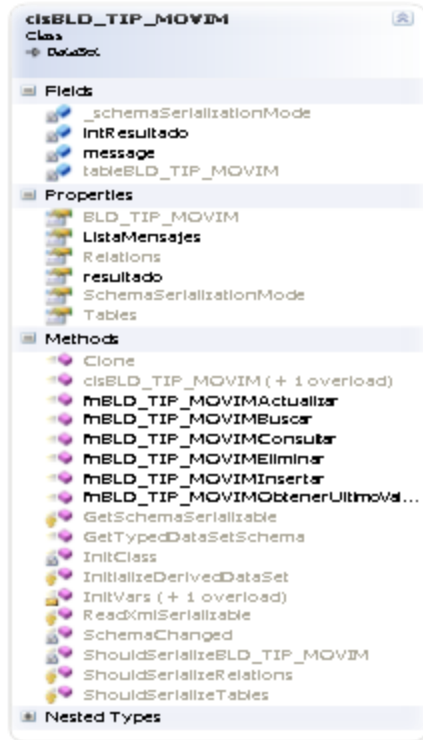 clsBLD_TIP_MOVIM
Class
DataSet
Fields
_schemaSerializationMode
intResultado
message
tableBLD_TIP_MOVIM
Properties
BLD_TIP_MOVIM
ListaMensajes
Relations
resultado
SchemaSerializationMode
Tables
Methods
Clone
clsBLD_TIP_MOVIM (+ 1 overload)
fnBLD_TIP_MOVIMActualizar
fnBLD_TIP_MOVIMBuscar
fnBLD_TIP_MOVIMConsultar
fnBLD_TIP_MOVIMEliminar
fnBLD_TIP_MOVIMInsertar
fnBLD_TIP_MOVIMObtenerUltimoVal...
GetSchemaSerializable
GetTypedDataSetSchema
InitClass
InitializeDerivedDataSet
InitVars (+ 1 overload)
ReadXmlSerializable
SchemaChanged
ShouldSerializeBLD_TIP_MOVIM
ShouldSerializeRelations
ShouldSerializeTables
Nested Types